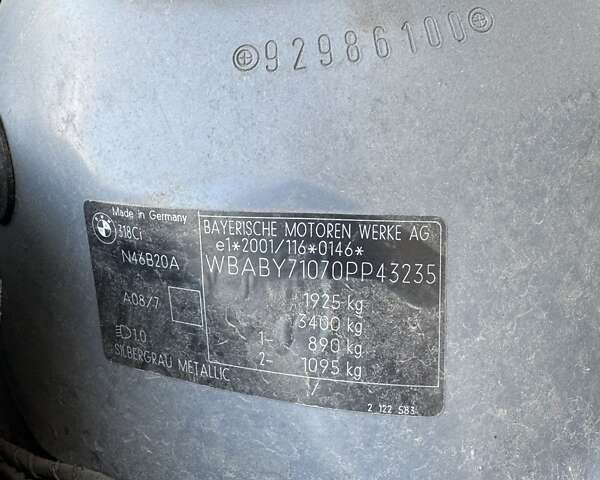 92986100
Made in Germany
318Ci
N46B20A
A08/7
1.0
SILBERGRAU METALLIC
BAYERISCHE MOTOREN WERKE AG
e1*2001/116*0146*
WBABY71070PP43235
1925 kg
3400 kg
1- 890 kg
2- 1095 kg
2 122 583